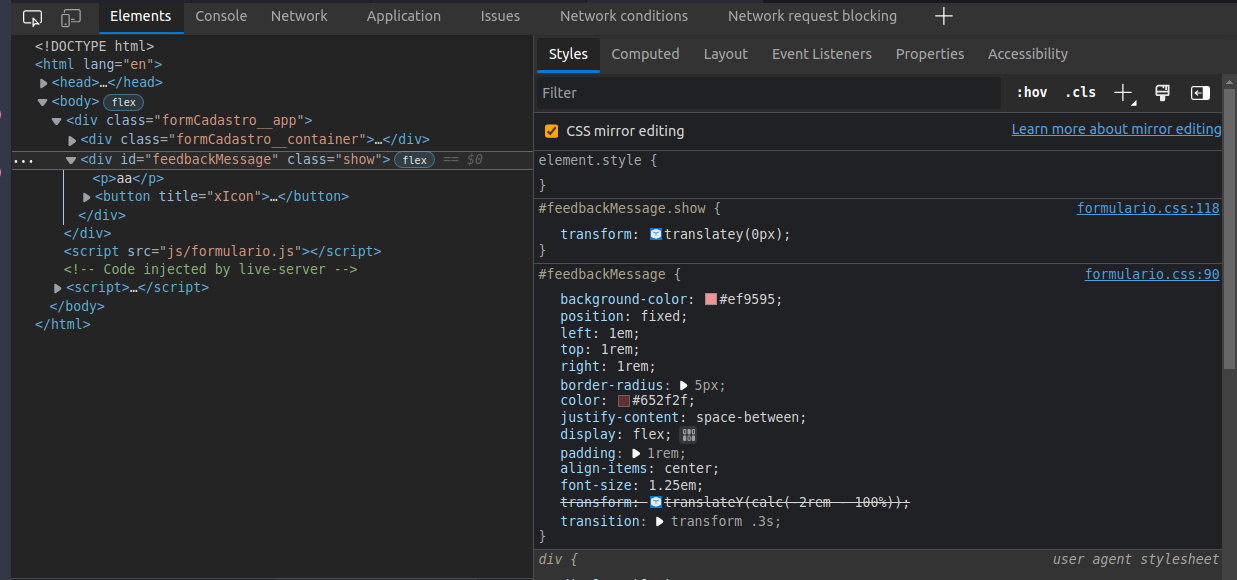 Elements Console Network Application Issues Network conditions Network request blocking
<!DOCTYPE html>
<html lang="en">
<head>…</head>
<body> flex
<div class="formCadastro__app">
<div class="formCadastro__container">…</div>
... <div id="feedbackMessage" class="show"> flex == $0
<p>aa</p>
<button title="xIcon">…</button>
</div>
</div>
<script src="js/formulario.js"></script>
<!-- Code injected by live-server -->
<script>…</script>
</body>
</html>
Styles Computed Layout Event Listeners Properties Accessibility
Filter :hov .cls
CSS mirror editing Learn more about mirror editing
element.style {
}
#feedbackMessage.show { formulario.css:118
transform: translatey(0px);
}
#feedbackMessage { formulario.css:90
background-color: #ef9595;
position: fixed;
left: 1em;
top: 1rem;
right: 1rem;
border-radius: 5px;
color: #652f2f;
justify-content: space-between;
display: flex;
padding: 1rem;
align-items: center;
font-size: 1.25em;
transform: translateY(calc(-2rem - 100%));
transition: transform .3s;
}
div { user agent stylesheet